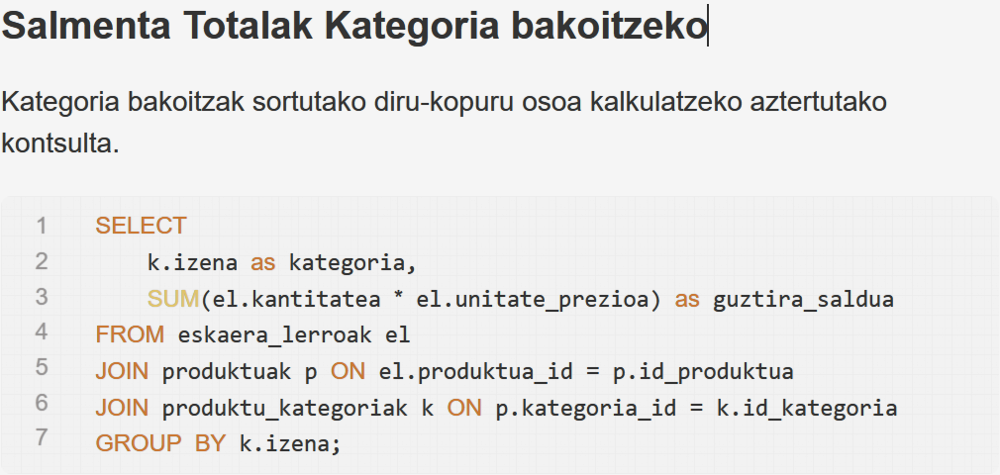 Salmenta Totalak Kategoria bakoitzeko
Kategoria bakoitzak sortutako diru-kopuru osoa kalkulatzeko aztertutako
kontsulta.
1 SELECT
2 k.izena as kategoria,
3 SUM(el.kantitatea * el.unitate_prezioa) as guztira_saldua
4 FROM eskaera_lerroak el
5 JOIN produktuak p ON el.produktua_id = p.id_produktua
6 JOIN produktu_kategoriak k ON p.kategoria_id = k.id_kategoria
7 GROUP BY k.izena;